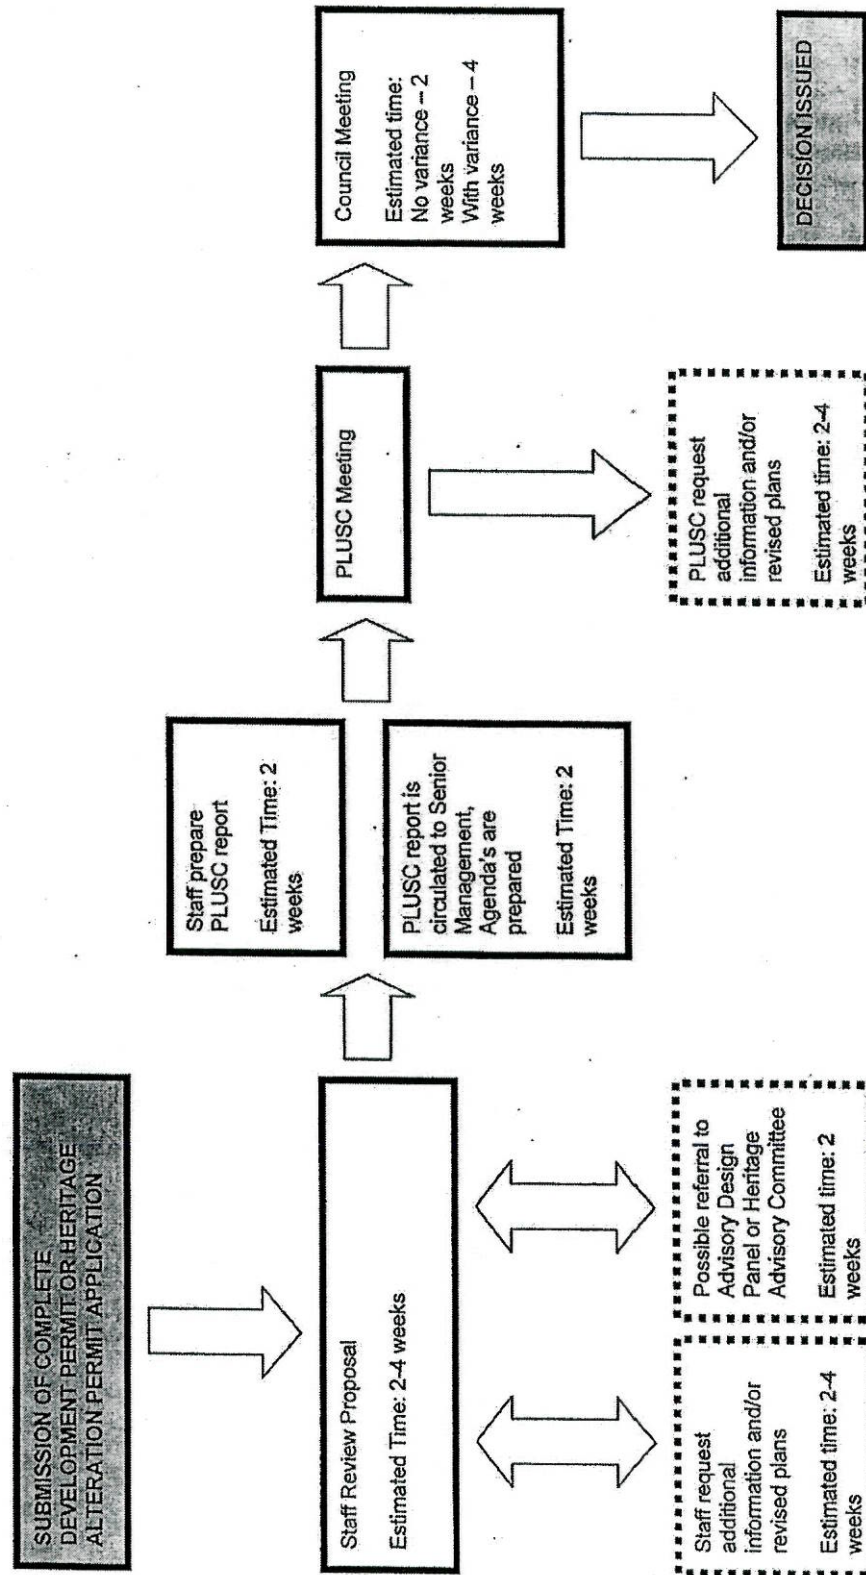 SUBMISSION OF COMPLETE
DEVELOPMENT PERMIT OR HERITAGE
ALTERATION PERMIT APPLICATION
Staff Review Proposal
Estimated Time: 2-4 weeks
Staff request
additional
information and/or
revised plans
Estimated time: 2-4
weeks
Possible referral to
Advisory Design
Panel or Heritage
Advisory Committee
Estimated time: 2
weeks
Staff prepare
PLUSC report
Estimated Time: 2
weeks
PLUSC report is
circulated to Senior
Management,
Agenda's are
prepared
Estimated Time: 2
weeks
PLUSC Meeting
PLUSC request
additional
information and/or
revised plans
Estimated time: 2-4
weeks
Council Meeting
Estimated time:
No variance – 2
weeks
With variance – 4
weeks
DECISION ISSUED